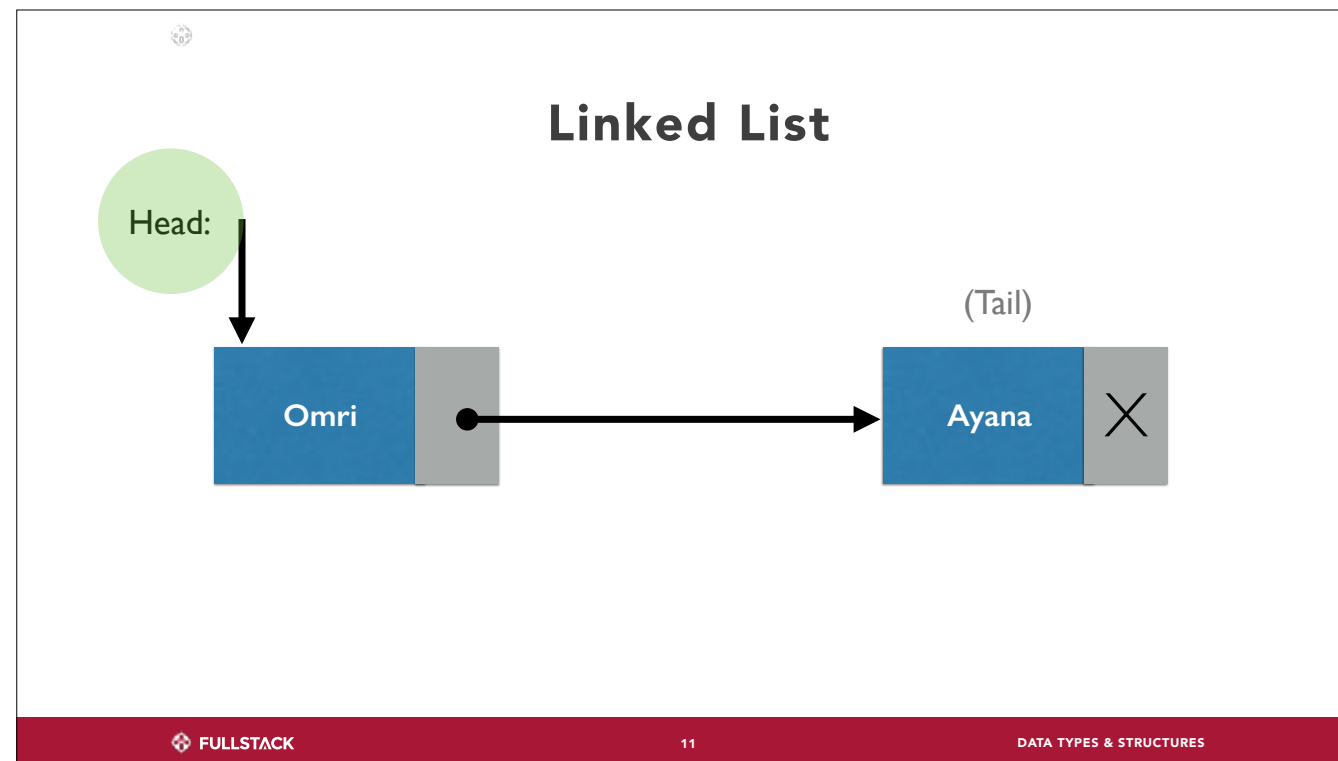 Linked List
Head:
(Tail)
Omri
Ayana
X
FULLSTACK
11
DATA TYPES & STRUCTURES